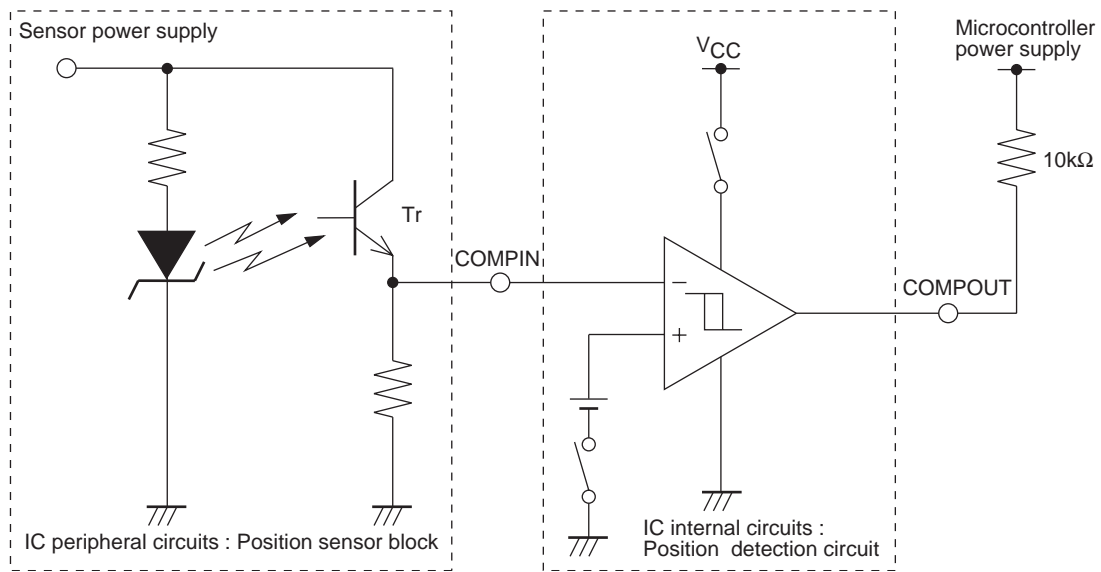 Sensor power supply
Tr
IC peripheral circuits : Position sensor block
COMPIN
VCC
−
+
IC internal circuits :
Position detection circuit
COMPOUT
Microcontroller
power supply
10kΩ